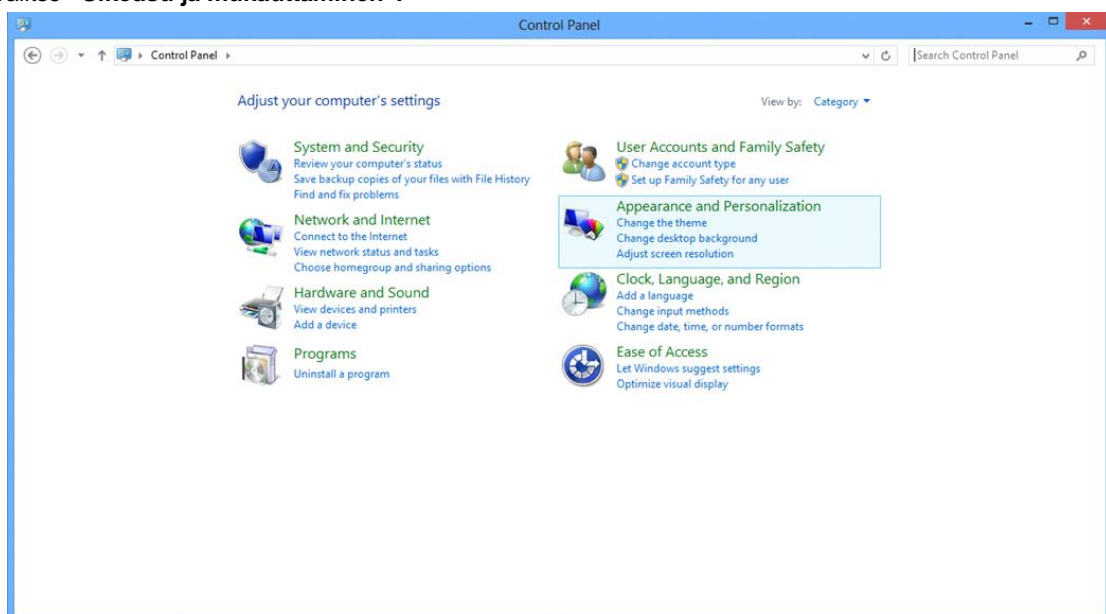 Control Panel
Control Panel
Search Control Panel
Adjust your computer's settings
View by: Category
System and Security
Review your computer's status
Save backup copies of your files with File History
Find and fix problems
Network and Internet
Connect to the Internet
View network status and tasks
Choose homegroup and sharing options
Hardware and Sound
View devices and printers
Add a device
Programs
Uninstall a program
User Accounts and Family Safety
Change account type
Set up Family Safety for any user
Appearance and Personalization
Change the theme
Change desktop background
Adjust screen resolution
Clock, Language, and Region
Add a language
Change input methods
Change date, time, or number formats
Ease of Access
Let Windows suggest settings
Optimize visual display